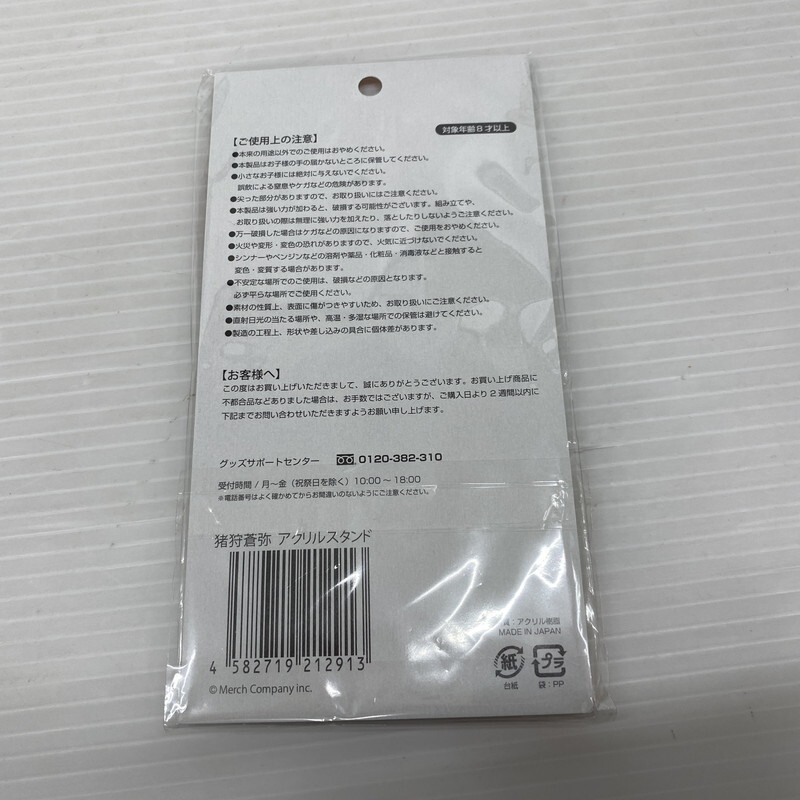 対象年齢8才以上
【ご使用上の注意】
●本来の用途以外でのご使用はおやめください。
●本製品はお子様の手の届かないところに保管してください。
●小さなお子様には絶対に与えないでください。
誤飲による窒息やケガなどの危険があります。
●尖った部分がありますので、お取り扱いにはご注意ください。
●本製品は強い力が加わると、破損する可能性がございます。組み立てや、
お取り扱いの際は無理に強い力を加えたり、落としたりしないようご注意ください。
●万一破損した場合はケガなどの原因になりますので、ご使用をおやめください。
●火災や変形・変色の恐れがありますので、火気に近づけないでください。
●シンナーやベンジンなどの溶剤や薬品・化粧品・消毒液などと接触すると
変色・変質する場合があります。
●不安定な場所でのご使用は、破損などの原因となります。
必ず平らな場所でご使用ください。
●素材の性質上、表面に傷がつきやすいため、お取り扱いにご注意ください。
●直射日光の当たる場所や、高温・多湿な場所での保管は避けてください。
●製造の工程上、形状や差し込みの具合に個体差があります。
【お客様へ】
この度はお買い上げいただきまして、誠にありがとうございます。お買い上げ商品に
不都合品などありました場合は、お手数ではございますが、ご購入日より2週間以内に
下記までお問い合わせいただきますようお願い申し上げます。
グッズサポートセンター 0120-382-310
受付時間/月～金(祝祭日を除く)10:00～18:00
※電話番号はよく確かめてからお間違いのないようにご注意ください。
猪狩蒼弥 アクリルスタンド
4 582719 212913
© Merch Company inc.
質:アクリル樹脂
MADE IN JAPAN
紙
台紙
プラ
袋:PP